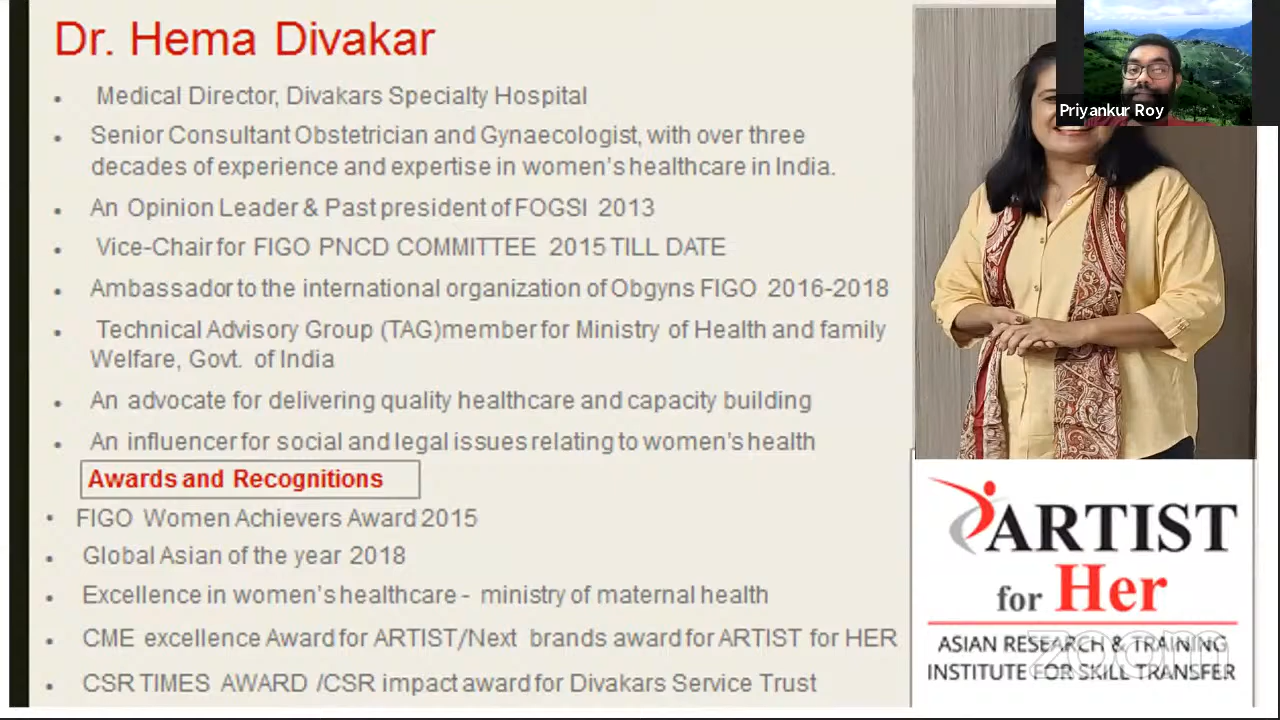 Dr. Hema Divakar
• Medical Director, Divakars Specialty Hospital
• Senior Consultant Obstetrician and Gynaecologist, with over three
decades of experience and expertise in women's healthcare in India.
• An Opinion Leader & Past president of FOGSI 2013
• Vice-Chair for FIGO PNCD COMMITTEE 2015 TILL DATE
• Ambassador to the international organization of Obgyns FIGO 2016-2018
• Technical Advisory Group (TAG)member for Ministry of Health and family
Welfare, Govt. of India
• An advocate for delivering quality healthcare and capacity building
• An influencer for social and legal issues relating to women's health
Awards and Recognitions
• FIGO Women Achievers Award 2015
• Global Asian of the year 2018
• Excellence in women's healthcare - ministry of maternal health
• CME excellence Award for ARTIST/Next brands award for ARTIST for HER
• CSR TIMES AWARD /CSR impact award for Divakars Service Trust
Priyankur Roy
ARTIST
for Her
ASIAN RESEARCH & TRAINING
INSTITUTE FOR SKILL TRANSFER
zoom